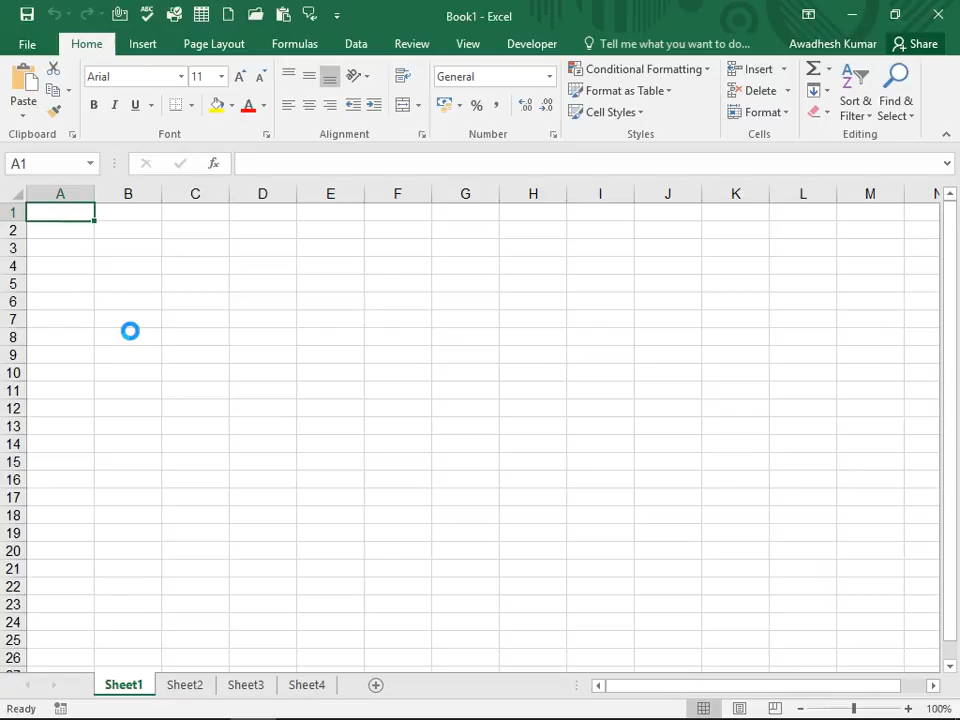 Book1 - Excel
File Home Insert Page Layout Formulas Data Review View Developer Tell me what you want to do... Awadhesh Kumar Share
Paste
Arial 11
B I U
General
Conditional Formatting
Format as Table
Cell Styles
Insert
Delete
Format
Sort & Filter
Find & Select
Clipboard Font Alignment Number Styles Cells Editing
A1 fx
A B C D E F G H I J K L M
1
2
3
4
5
6
7
8
9
10
11
12
13
14
15
16
17
18
19
20
21
22
23
24
25
26
Sheet1 Sheet2 Sheet3 Sheet4
Ready 100%